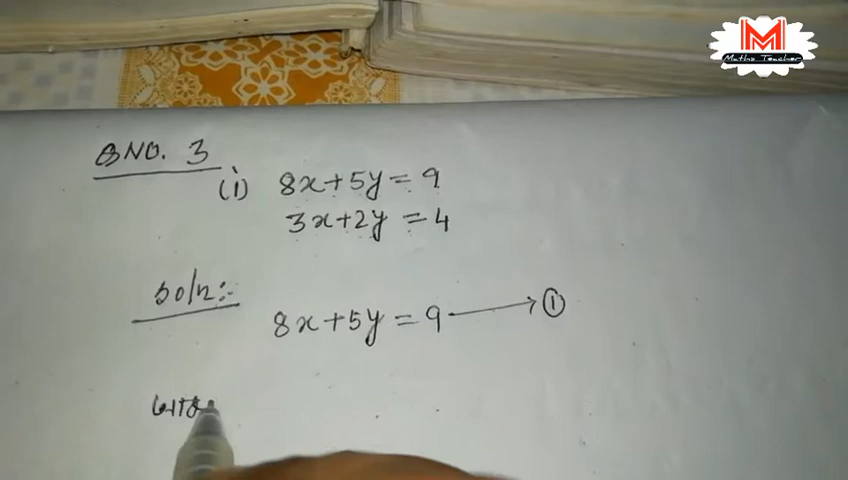 M
Maths Teacher
QNO. 3
(i) 8x+5y=9
3x+2y=4
Soln:-
8x+5y=9 → ①